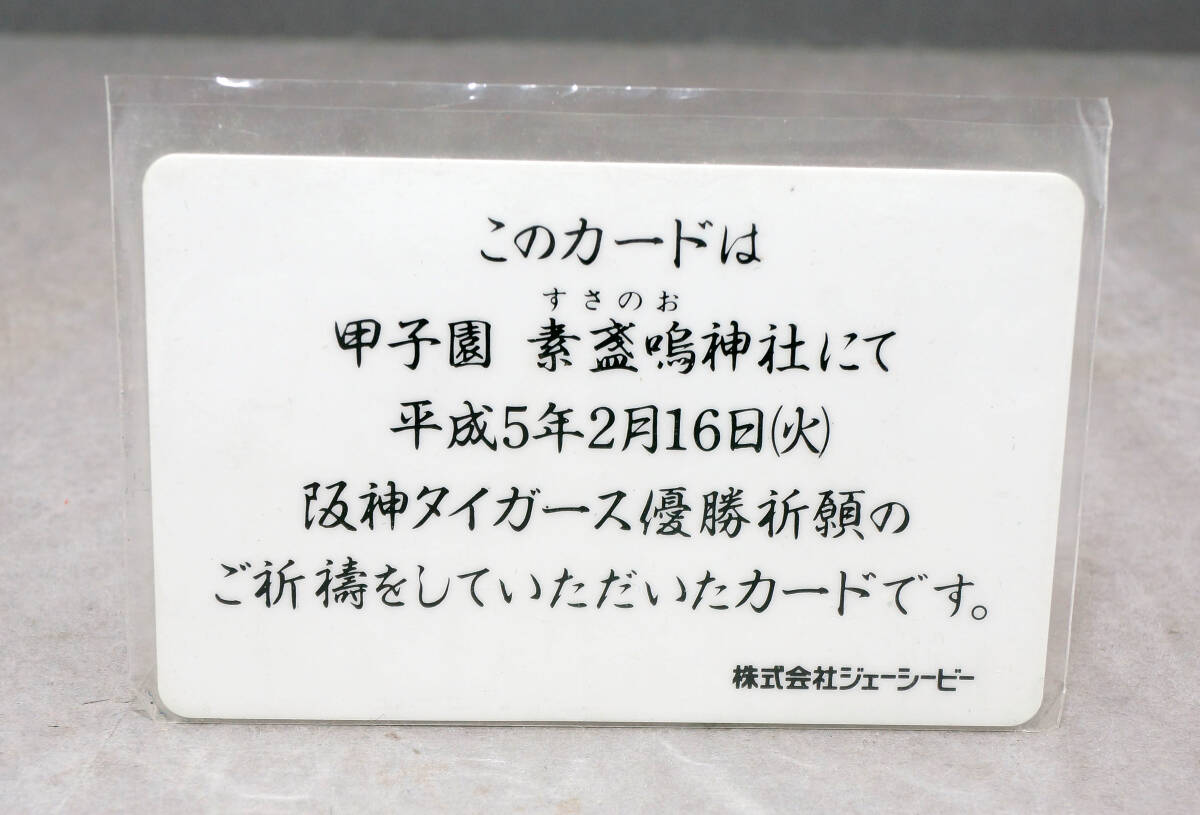 このカードは
すさのお
甲子園 素盞嗚神社にて
平成5年2月16日(火)
阪神タイガース優勝祈願の
ご祈禱をしていただいたカードです。
株式会社ジェーシービー